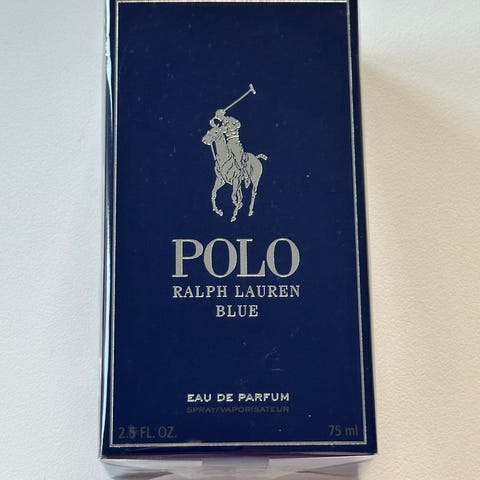 POLO
RALPH LAUREN
BLUE
EAU DE PARFUM
SPRAY/VAPORISATEUR
2.5 FL. OZ. 75 ml